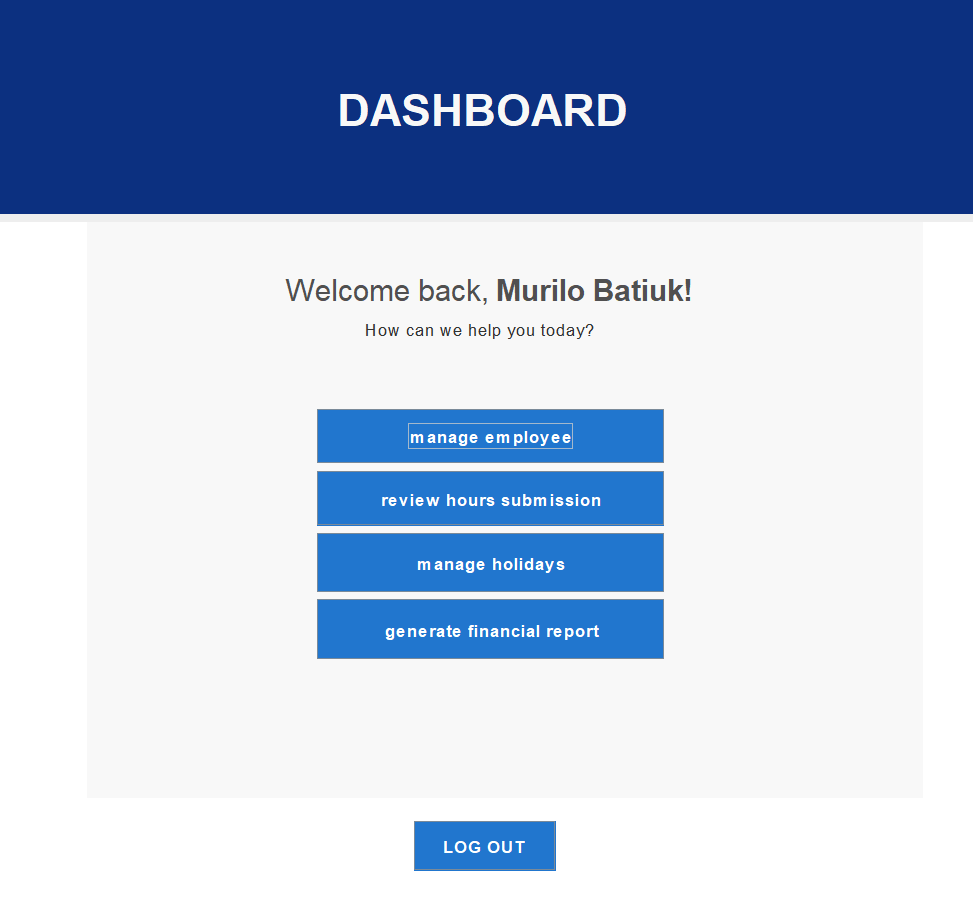 DASHBOARD
Welcome back, Murilo Batiuk!
How can we help you today?
manage employee
review hours submission
manage holidays
generate financial report
LOG OUT